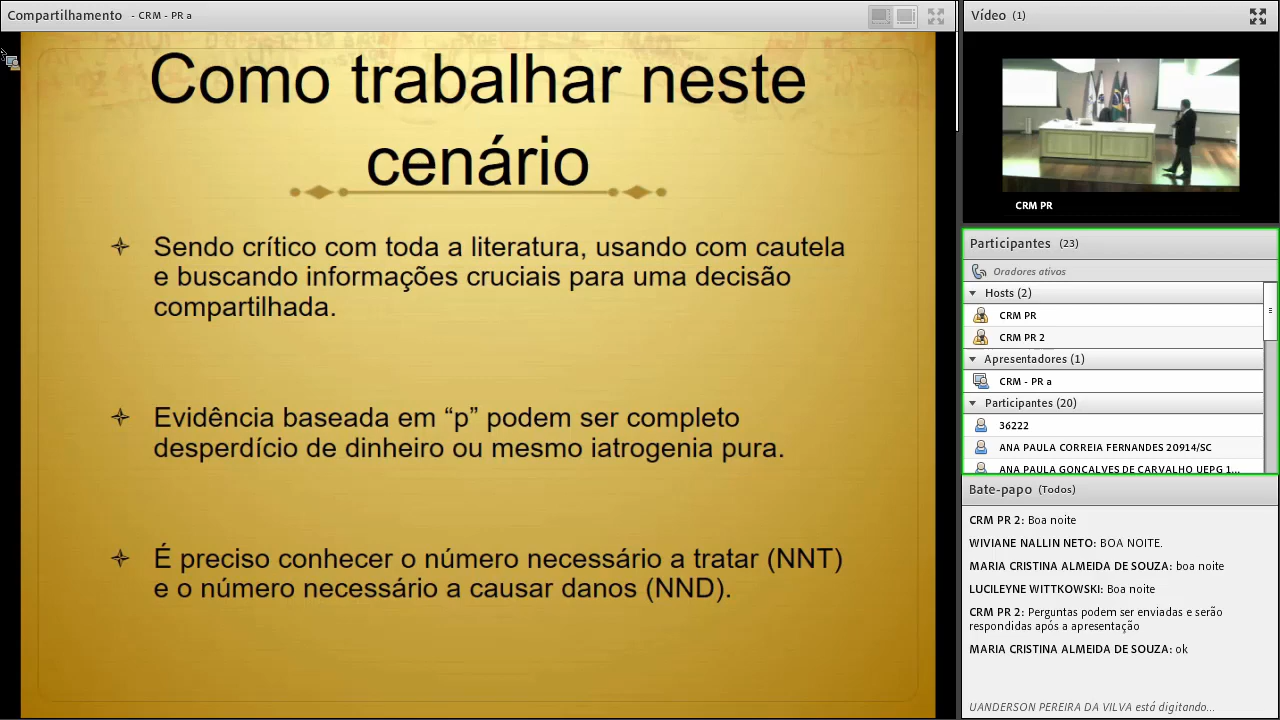 Compartilhamento - CRM - PR a
Como trabalhar neste
cenário
Sendo crítico com toda a literatura, usando com cautela
e buscando informações cruciais para uma decisão
compartilhada.
Evidência baseada em “p” podem ser completo
desperdício de dinheiro ou mesmo iatrogenia pura.
É preciso conhecer o número necessário a tratar (NNT)
e o número necessário a causar danos (NND).
Vídeo (1)
CRM PR
Participantes (23)
Oradores ativos
Hosts (2)
CRM PR
CRM PR 2
Apresentadores (1)
CRM - PR a
Participantes (20)
36222
ANA PAULA CORREIA FERNANDES 20914/SC
ANA PAULA GONCALVES DE CARVALHO UEPG 1...
Bate-papo (Todos)
CRM PR 2: Boa noite
WIVIANE NALLIN NETO: BOA NOITE.
MARIA CRISTINA ALMEIDA DE SOUZA: boa noite
LUCILEYNE WITTKOWSKI: Boa noite
CRM PR 2: Perguntas podem ser enviadas e serão
respondidas após a apresentação
MARIA CRISTINA ALMEIDA DE SOUZA: ok
UANDERSON PEREIRA DA VILVA está digitando...